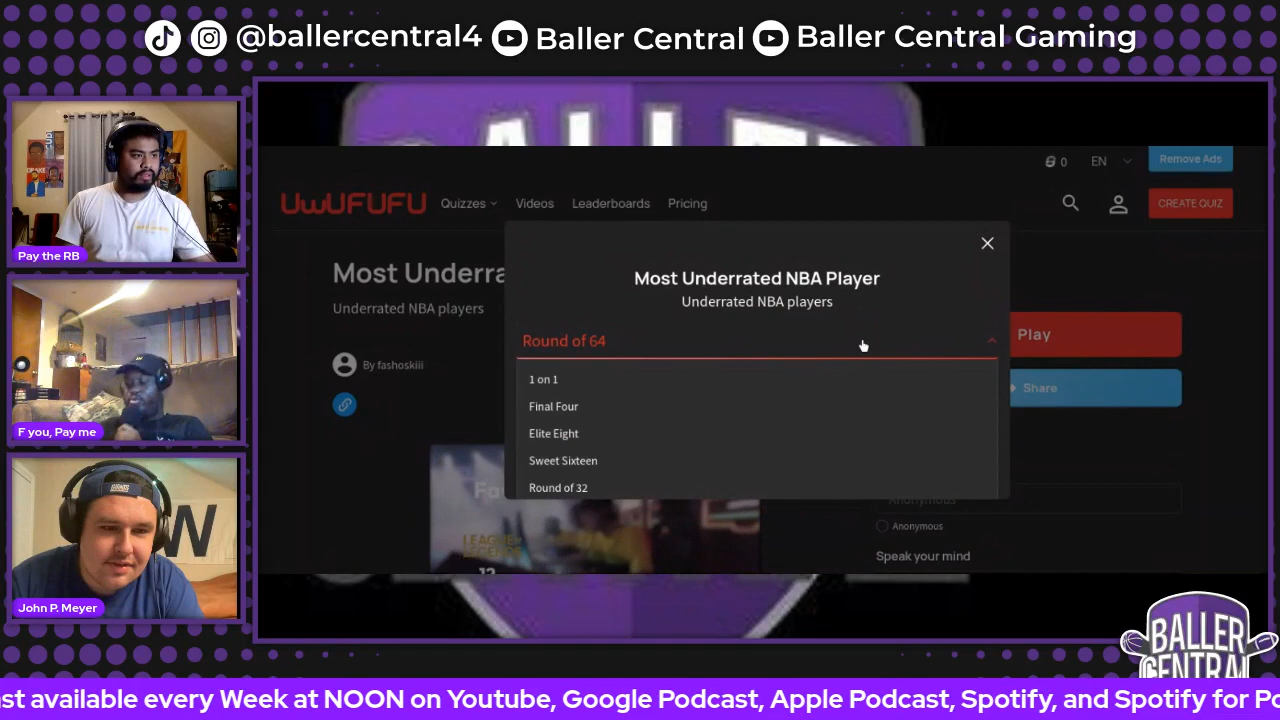 @ballercentral4 Baller Central Baller Central Gaming
Pay the RB
F you, Pay me
John P. Meyer
0 EN Remove Ads
UwUFUFU Quizzes Videos Leaderboards Pricing CREATE QUIZ
Most Underra
Underrated NBA players
By fashoskiii
Most Underrated NBA Player
Underrated NBA players
Round of 64
1 on 1
Final Four
Elite Eight
Sweet Sixteen
Round of 32
Play
Share
Anonymous
Anonymous
Speak your mind
LEAGUE
LEGENDS
BALLER
CENTRAL
ast available every Week at NOON on Youtube, Google Podcast, Apple Podcast, Spotify, and Spotify for Po